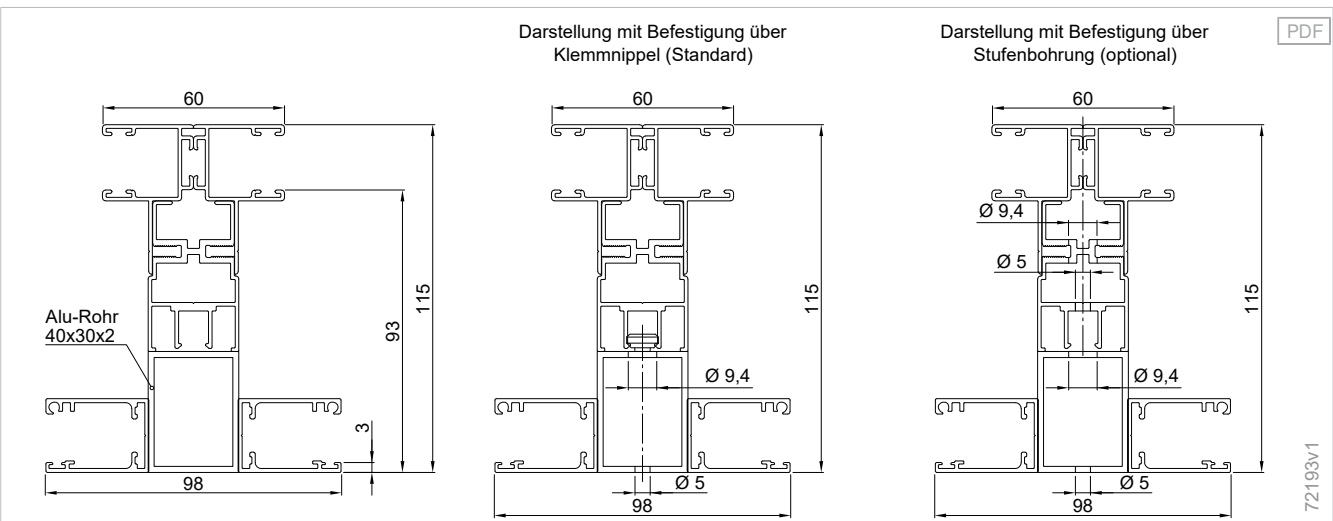 Darstellung mit Befestigung über
Klemmnippel (Standard)
Darstellung mit Befestigung über
Stufenbohrung (optional)
PDF
60
115
93
Alu-Rohr
40x30x2
3
98
60
115
Ø 9,4
Ø 5
98
60
Ø 9,4
Ø 5
115
Ø 9,4
Ø 5
98
72193v1